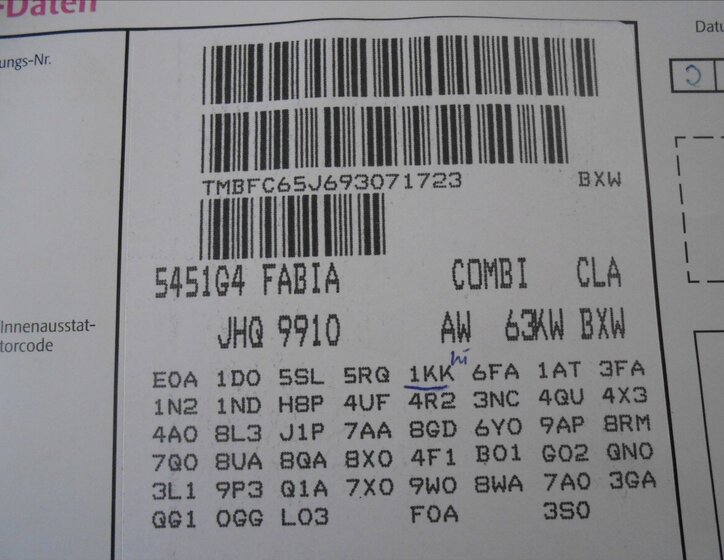 -Daten
Datu
ungs-Nr.
TMBFC65J693071723 BXW
5451G4 FABIA COMBI CLA
Innenausstat-
torcode
JHQ 9910 AW 63KW BXW
hi
E0A 1D0 5SL 5RQ 1KK 6FA 1AT 3FA
1N2 1ND H8P 4UF 4R2 3NC 4QU 4X3
4A0 8L3 J1P 7AA 8GD 6Y0 9AP 8RM
7Q0 8UA 8QA 8X0 4F1 B01 G02 QN0
3L1 9P3 Q1A 7X0 9W0 8WA 7A0 3GA
QG1 0GG L03 F0A 3S0